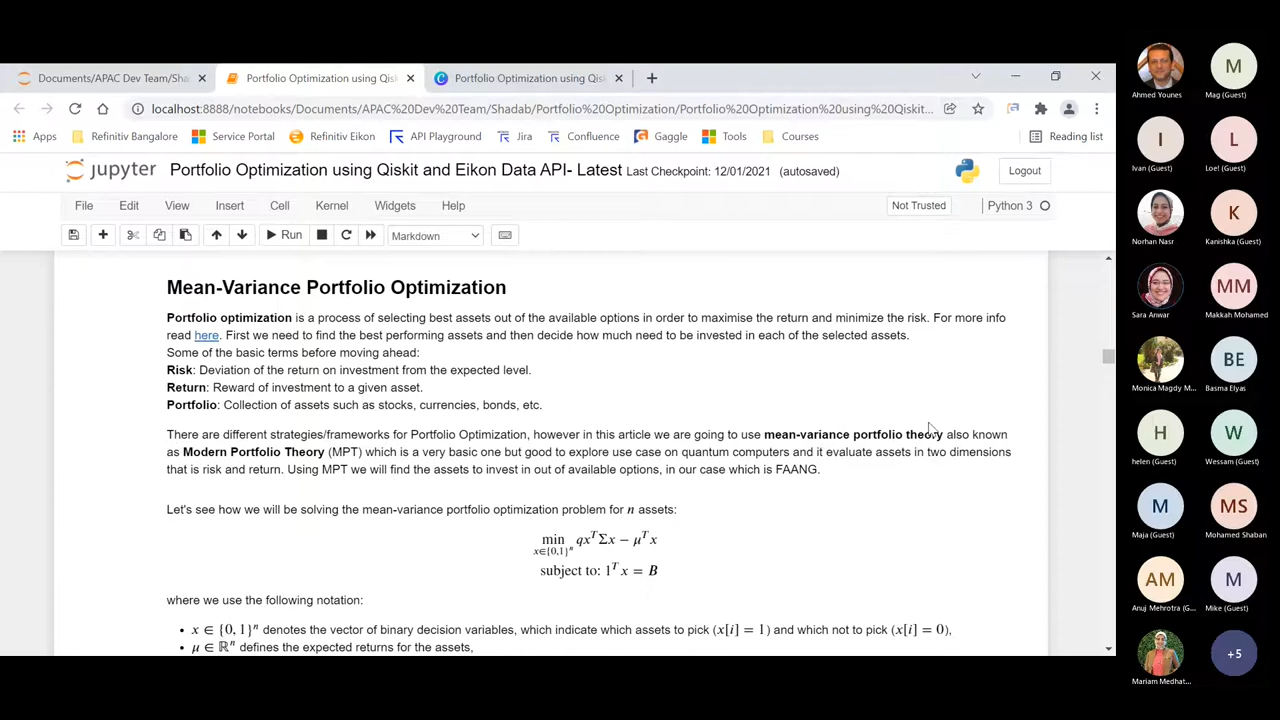 Documents/APAC Dev Team/Sha
Portfolio Optimization using Qis
Portfolio Optimization using Qis
localhost:8888/notebooks/Documents/APAC%20Dev%20Team/Shadab/Portfolio%20Optimization/Portfolio%20Optimization%20using%20Qiskit...
Apps Refinitiv Bangalore Service Portal Refinitiv Eikon API Playground Jira Confluence Kaggle Tools Courses Reading list
jupyter Portfolio Optimization using Qiskit and Eikon Data API- Latest Last Checkpoint: 12/01/2021 (autosaved) Logout
File Edit View Insert Cell Kernel Widgets Help Not Trusted Python 3
Run Markdown
Mean-Variance Portfolio Optimization
Portfolio optimization is a process of selecting best assets out of the available options in order to maximise the return and minimize the risk. For more info
read here. First we need to find the best performing assets and then decide how much need to be invested in each of the selected assets.
Some of the basic terms before moving ahead:
Risk: Deviation of the return on investment from the expected level.
Return: Reward of investment to a given asset.
Portfolio: Collection of assets such as stocks, currencies, bonds, etc.
There are different strategies/frameworks for Portfolio Optimization, however in this article we are going to use mean-variance portfolio theory also known
as Modern Portfolio Theory (MPT) which is a very basic one but good to explore use case on quantum computers and it evaluate assets in two dimensions
that is risk and return. Using MPT we will find the assets to invest in out of available options, in our case which is FAANG.
Let's see how we will be solving the mean-variance portfolio optimization problem for n assets:
min qxᵀΣx − μᵀx
x∈{0,1}ⁿ
subject to: 1ᵀx = B
where we use the following notation:
• x ∈ {0, 1}ⁿ denotes the vector of binary decision variables, which indicate which assets to pick (x[i] = 1) and which not to pick (x[i] = 0),
• μ ∈ ℝⁿ defines the expected returns for the assets,
Ahmed Younes
M
Mag (Guest)
I
Ivan (Guest)
L
Loe! (Guest)
Norhan Nasr
K
Kanishka (Guest)
Sara Anwar
MM
Makkah Mohamed
Monica Magdy M...
BE
Basma Elyas
H
helen (Guest)
W
Wessam (Guest)
M
Maja (Guest)
MS
Mohamed Shaban
AM
Anuj Mehrotra (G...
M
Mike (Guest)
Mariam Medhat...
+5